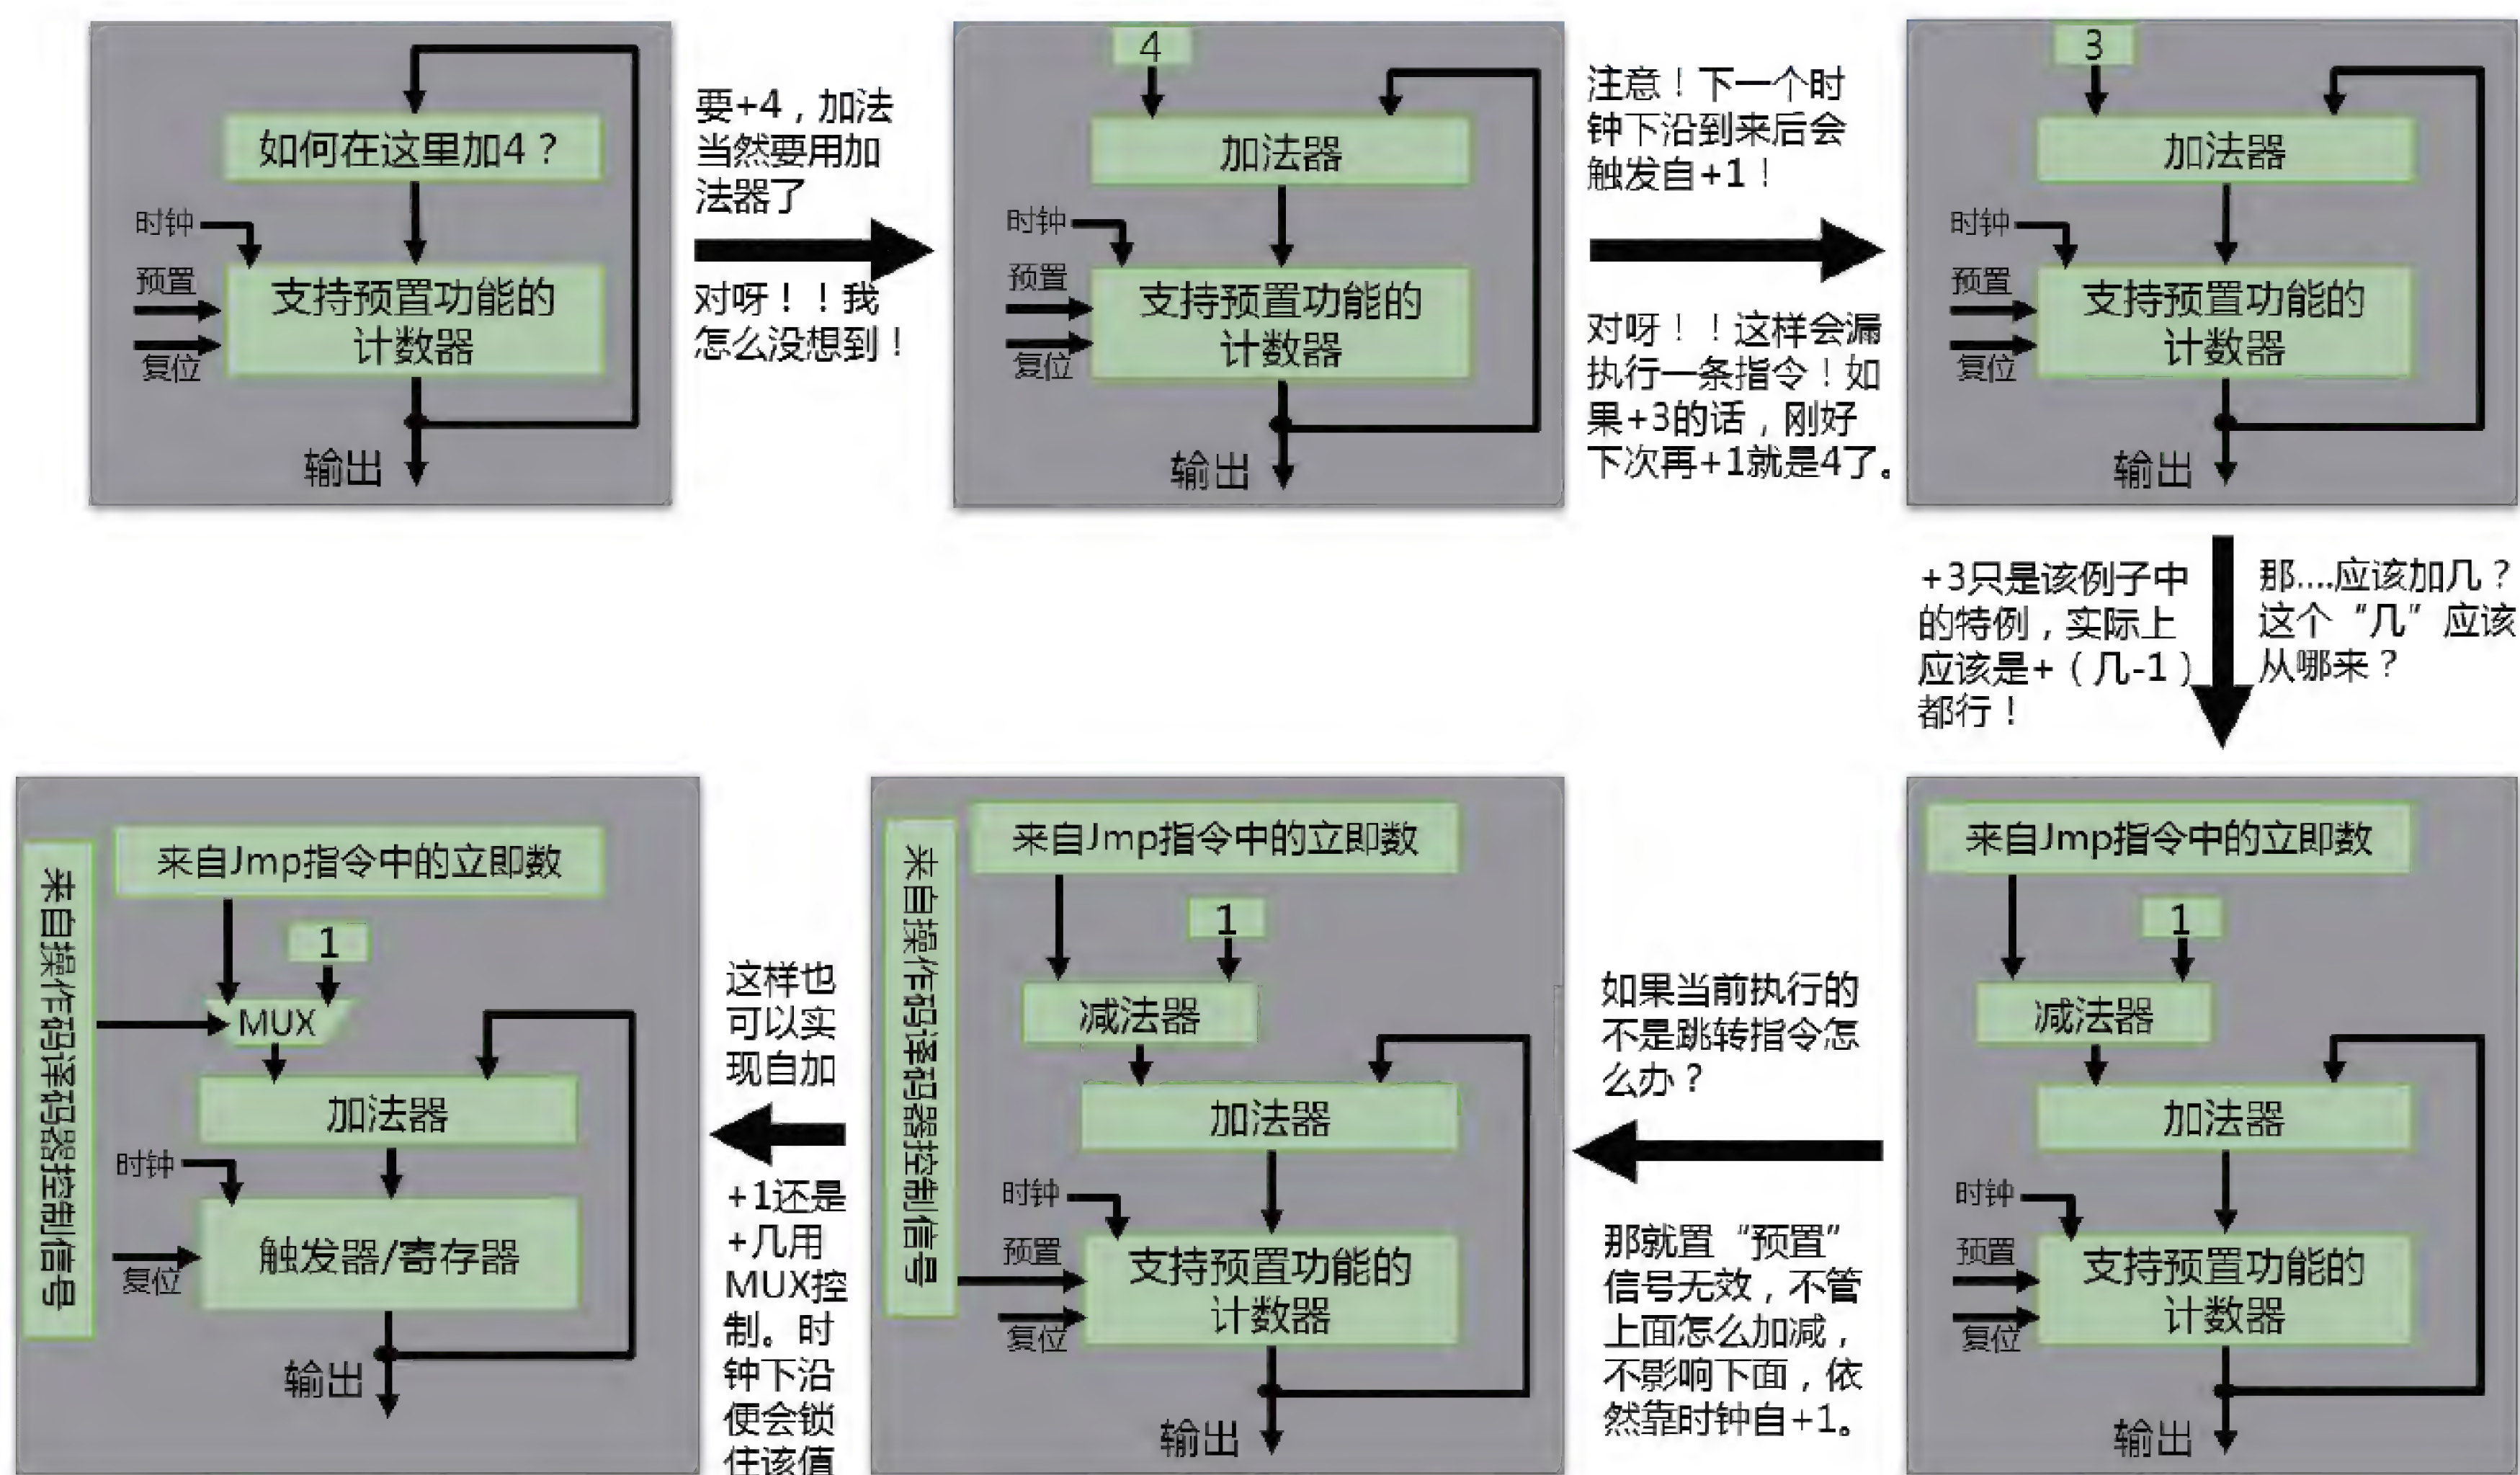 如何在这里加4？
时钟
预置
支持预置功能的
计数器
复位
输出
要+4，加法
当然要用加
法器了
对呀！！我
怎么没想到！
4
加法器
时钟
预置
支持预置功能的
计数器
复位
输出
注意！下一个时
钟下沿到来后会
触发自+1！
对呀！！这样会漏
执行一条指令！如
果+3的话，刚好
下次再+1就是4了。
3
加法器
时钟
预置
支持预置功能的
计数器
复位
输出
+3只是该例子中
的特例，实际上
应该是+（几-1）
都行！
那....应该加几？
这个“几”应该
从哪来？
来自Jmp指令中的立即数
1
减法器
加法器
时钟
预置
支持预置功能的
计数器
复位
输出
如果当前执行的
不是跳转指令怎
么办？
那就置“预置”
信号无效，不管
上面怎么加减，
不影响下面，依
然靠时钟自+1。
来自操作码译码器控制信号
来自Jmp指令中的立即数
1
减法器
加法器
时钟
预置
支持预置功能的
计数器
复位
输出
这样也
可以实
现自加
+1还是
+几用
MUX控
制。时
钟下沿
便会锁
住该值
来自操作码译码器控制信号
来自Jmp指令中的立即数
1
MUX
加法器
时钟
触发器/寄存器
复位
输出